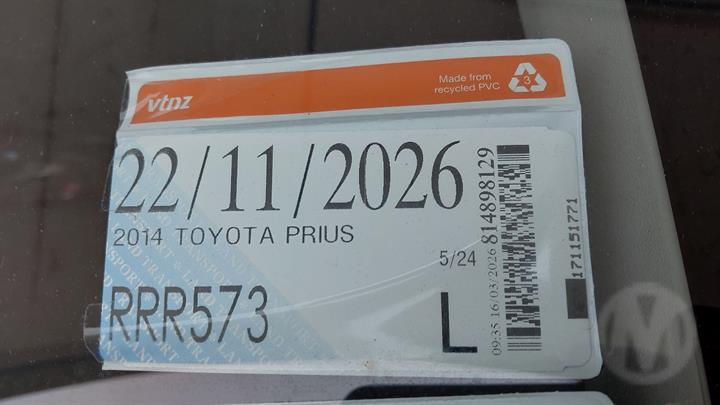 vtnz
Made from
recycled PVC
3
22/11/2026
2014 TOYOTA PRIUS
5/24
RRR573
L
09:35 16/03/2026
814898129
171151771
M